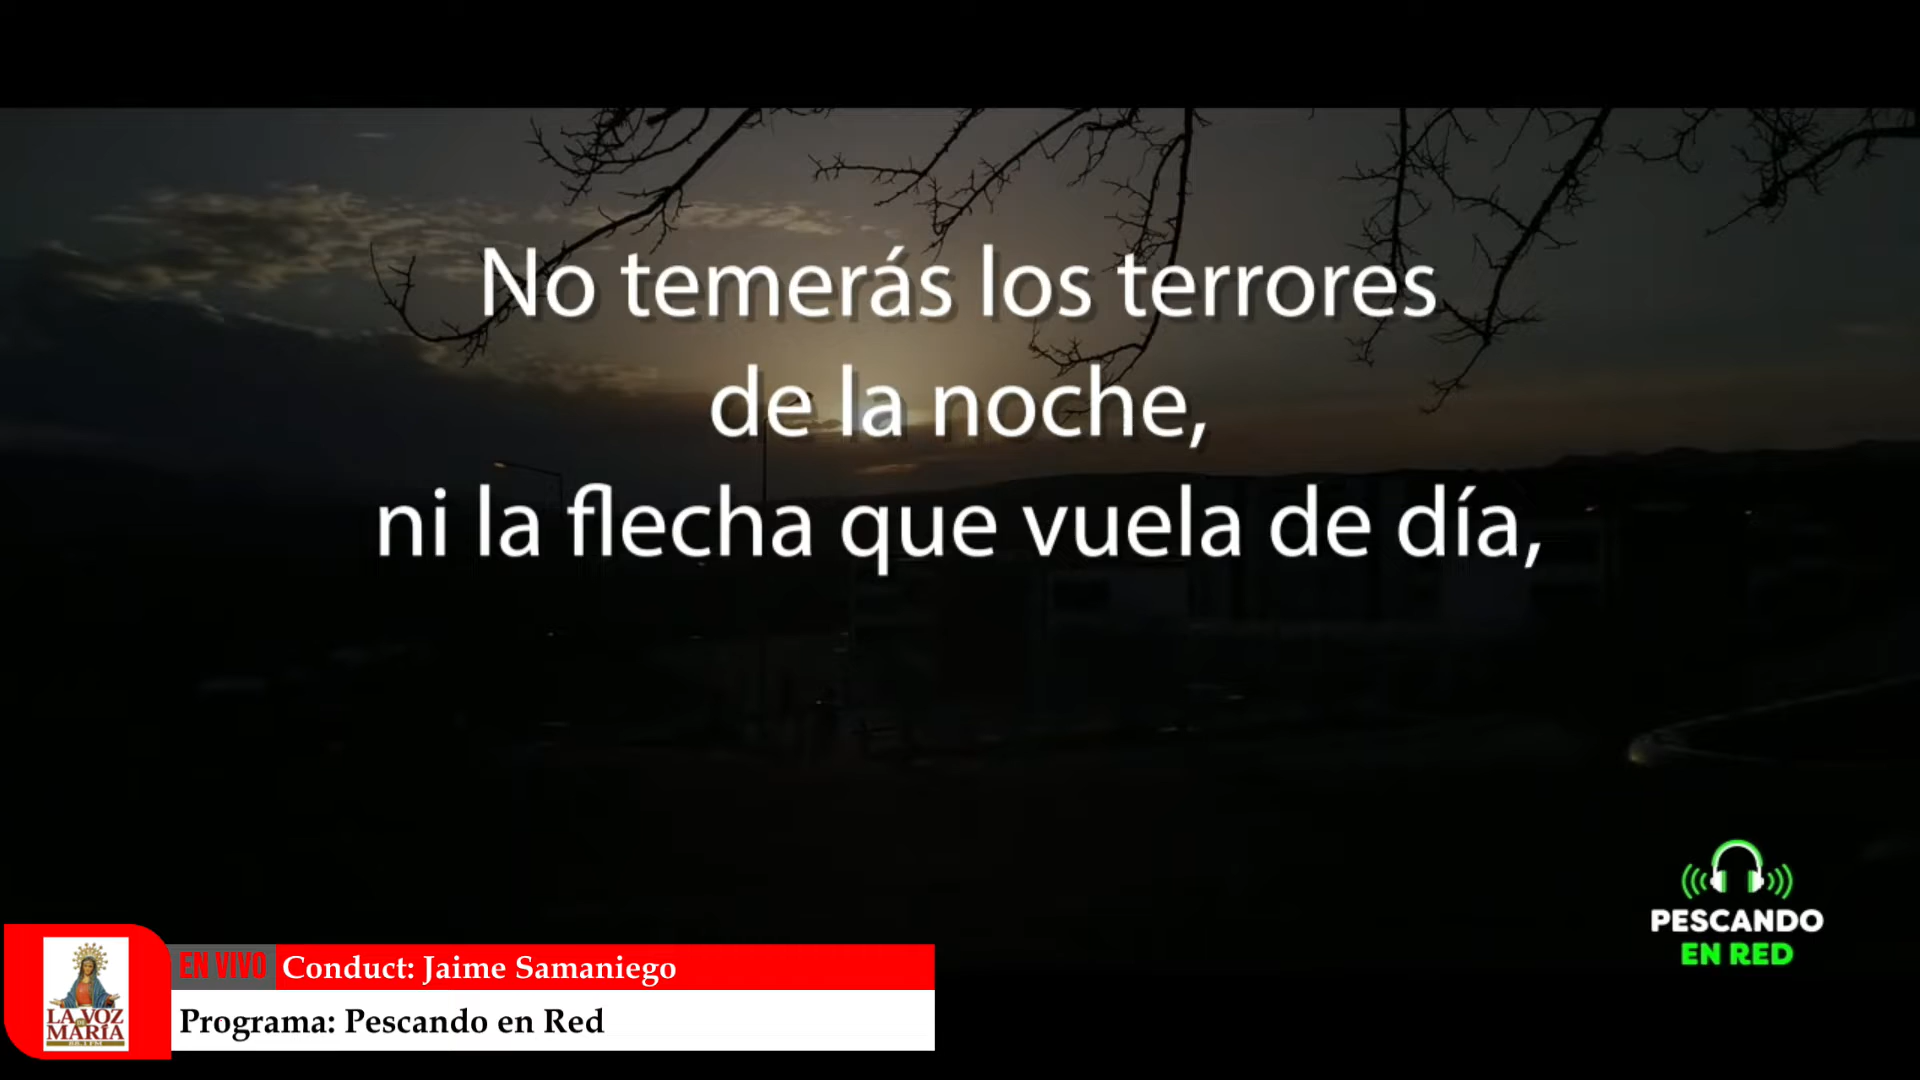 No temerás los terrores
de la noche,
ni la flecha que vuela de día,
PESCANDO
EN RED
EN VIVO Conduct: Jaime Samaniego
Programa: Pescando en Red
LA VOZ
DE
MARÍA